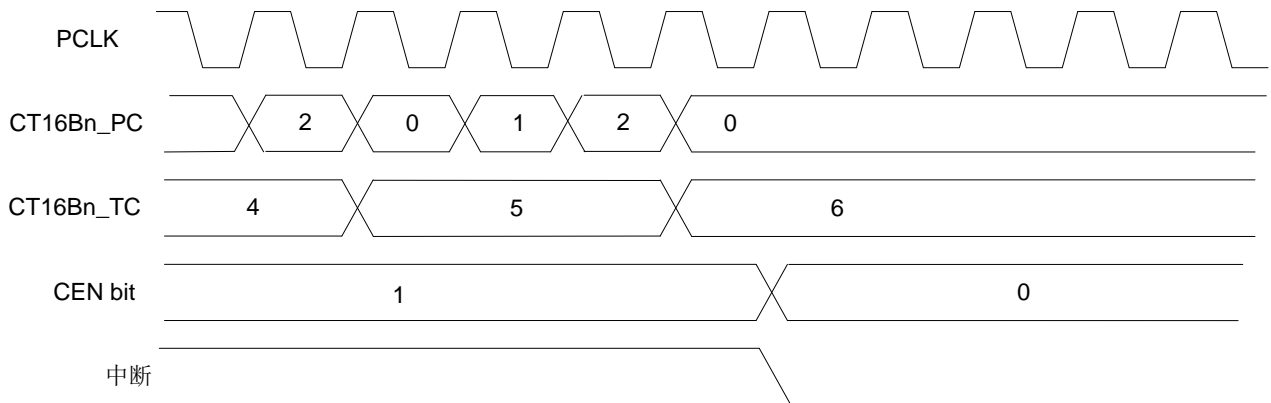 PCLK
CT16Bn_PC 2 0 1 2 0
CT16Bn_TC 4 5 6
CEN bit 1 0
中断